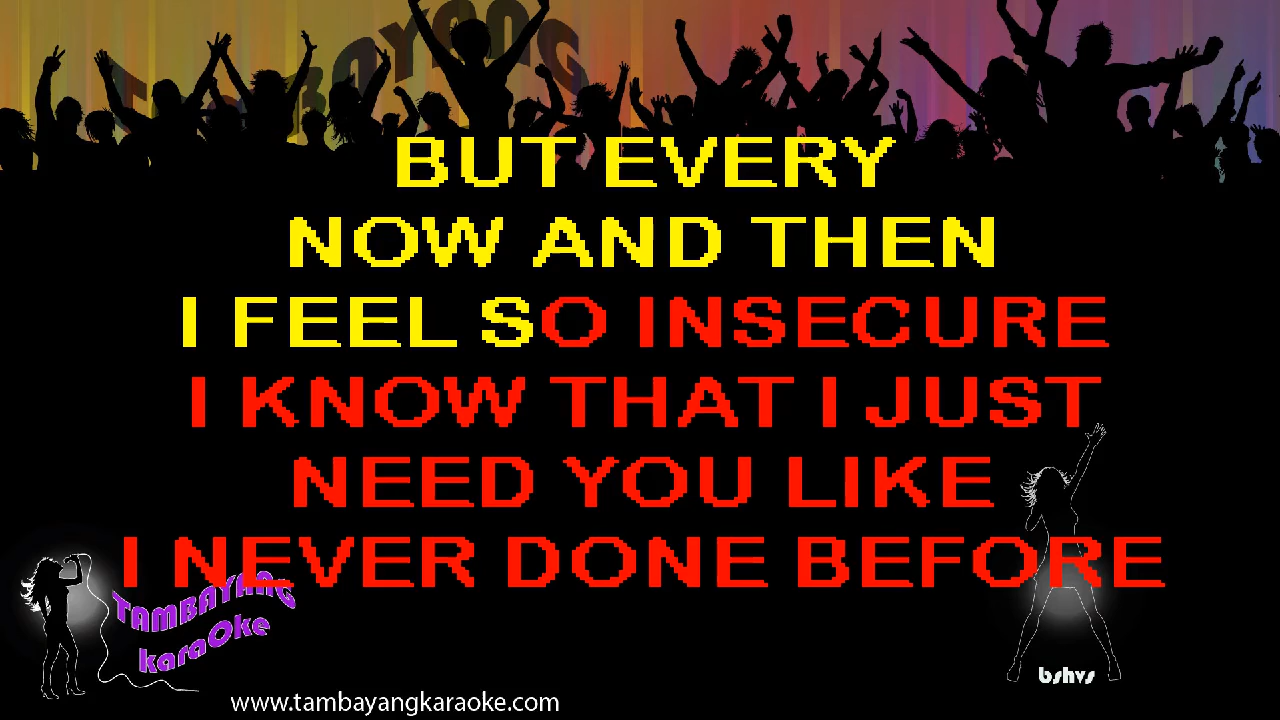 TAMBAYANG
BUT EVERY
NOW AND THEN
I FEEL SO INSECURE
I KNOW THAT I JUST
NEED YOU LIKE
I NEVER DONE BEFORE
TAMBAYANG
karaOke
bshvs
www.tambayangkaraoke.com